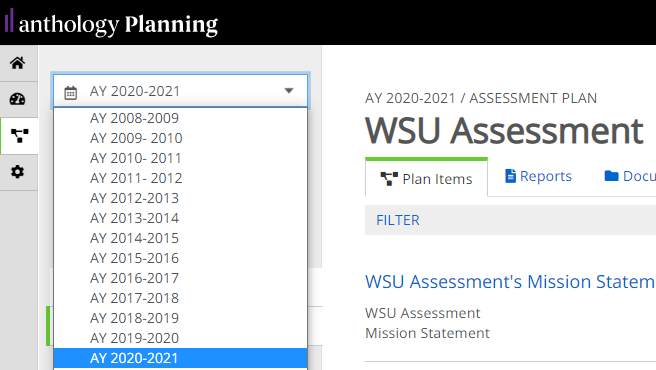 anthology Planning
AY 2020-2021
AY 2008-2009
AY 2009- 2010
AY 2010- 2011
AY 2011- 2012
AY 2012-2013
AY 2013-2014
AY 2014-2015
AY 2015-2016
AY 2016-2017
AY 2017-2018
AY 2018-2019
AY 2019-2020
AY 2020-2021
AY 2020-2021 / ASSESSMENT PLAN
WSU Assessment
Plan Items
Reports
Docu
FILTER
WSU Assessment's Mission Statem
WSU Assessment
Mission Statement